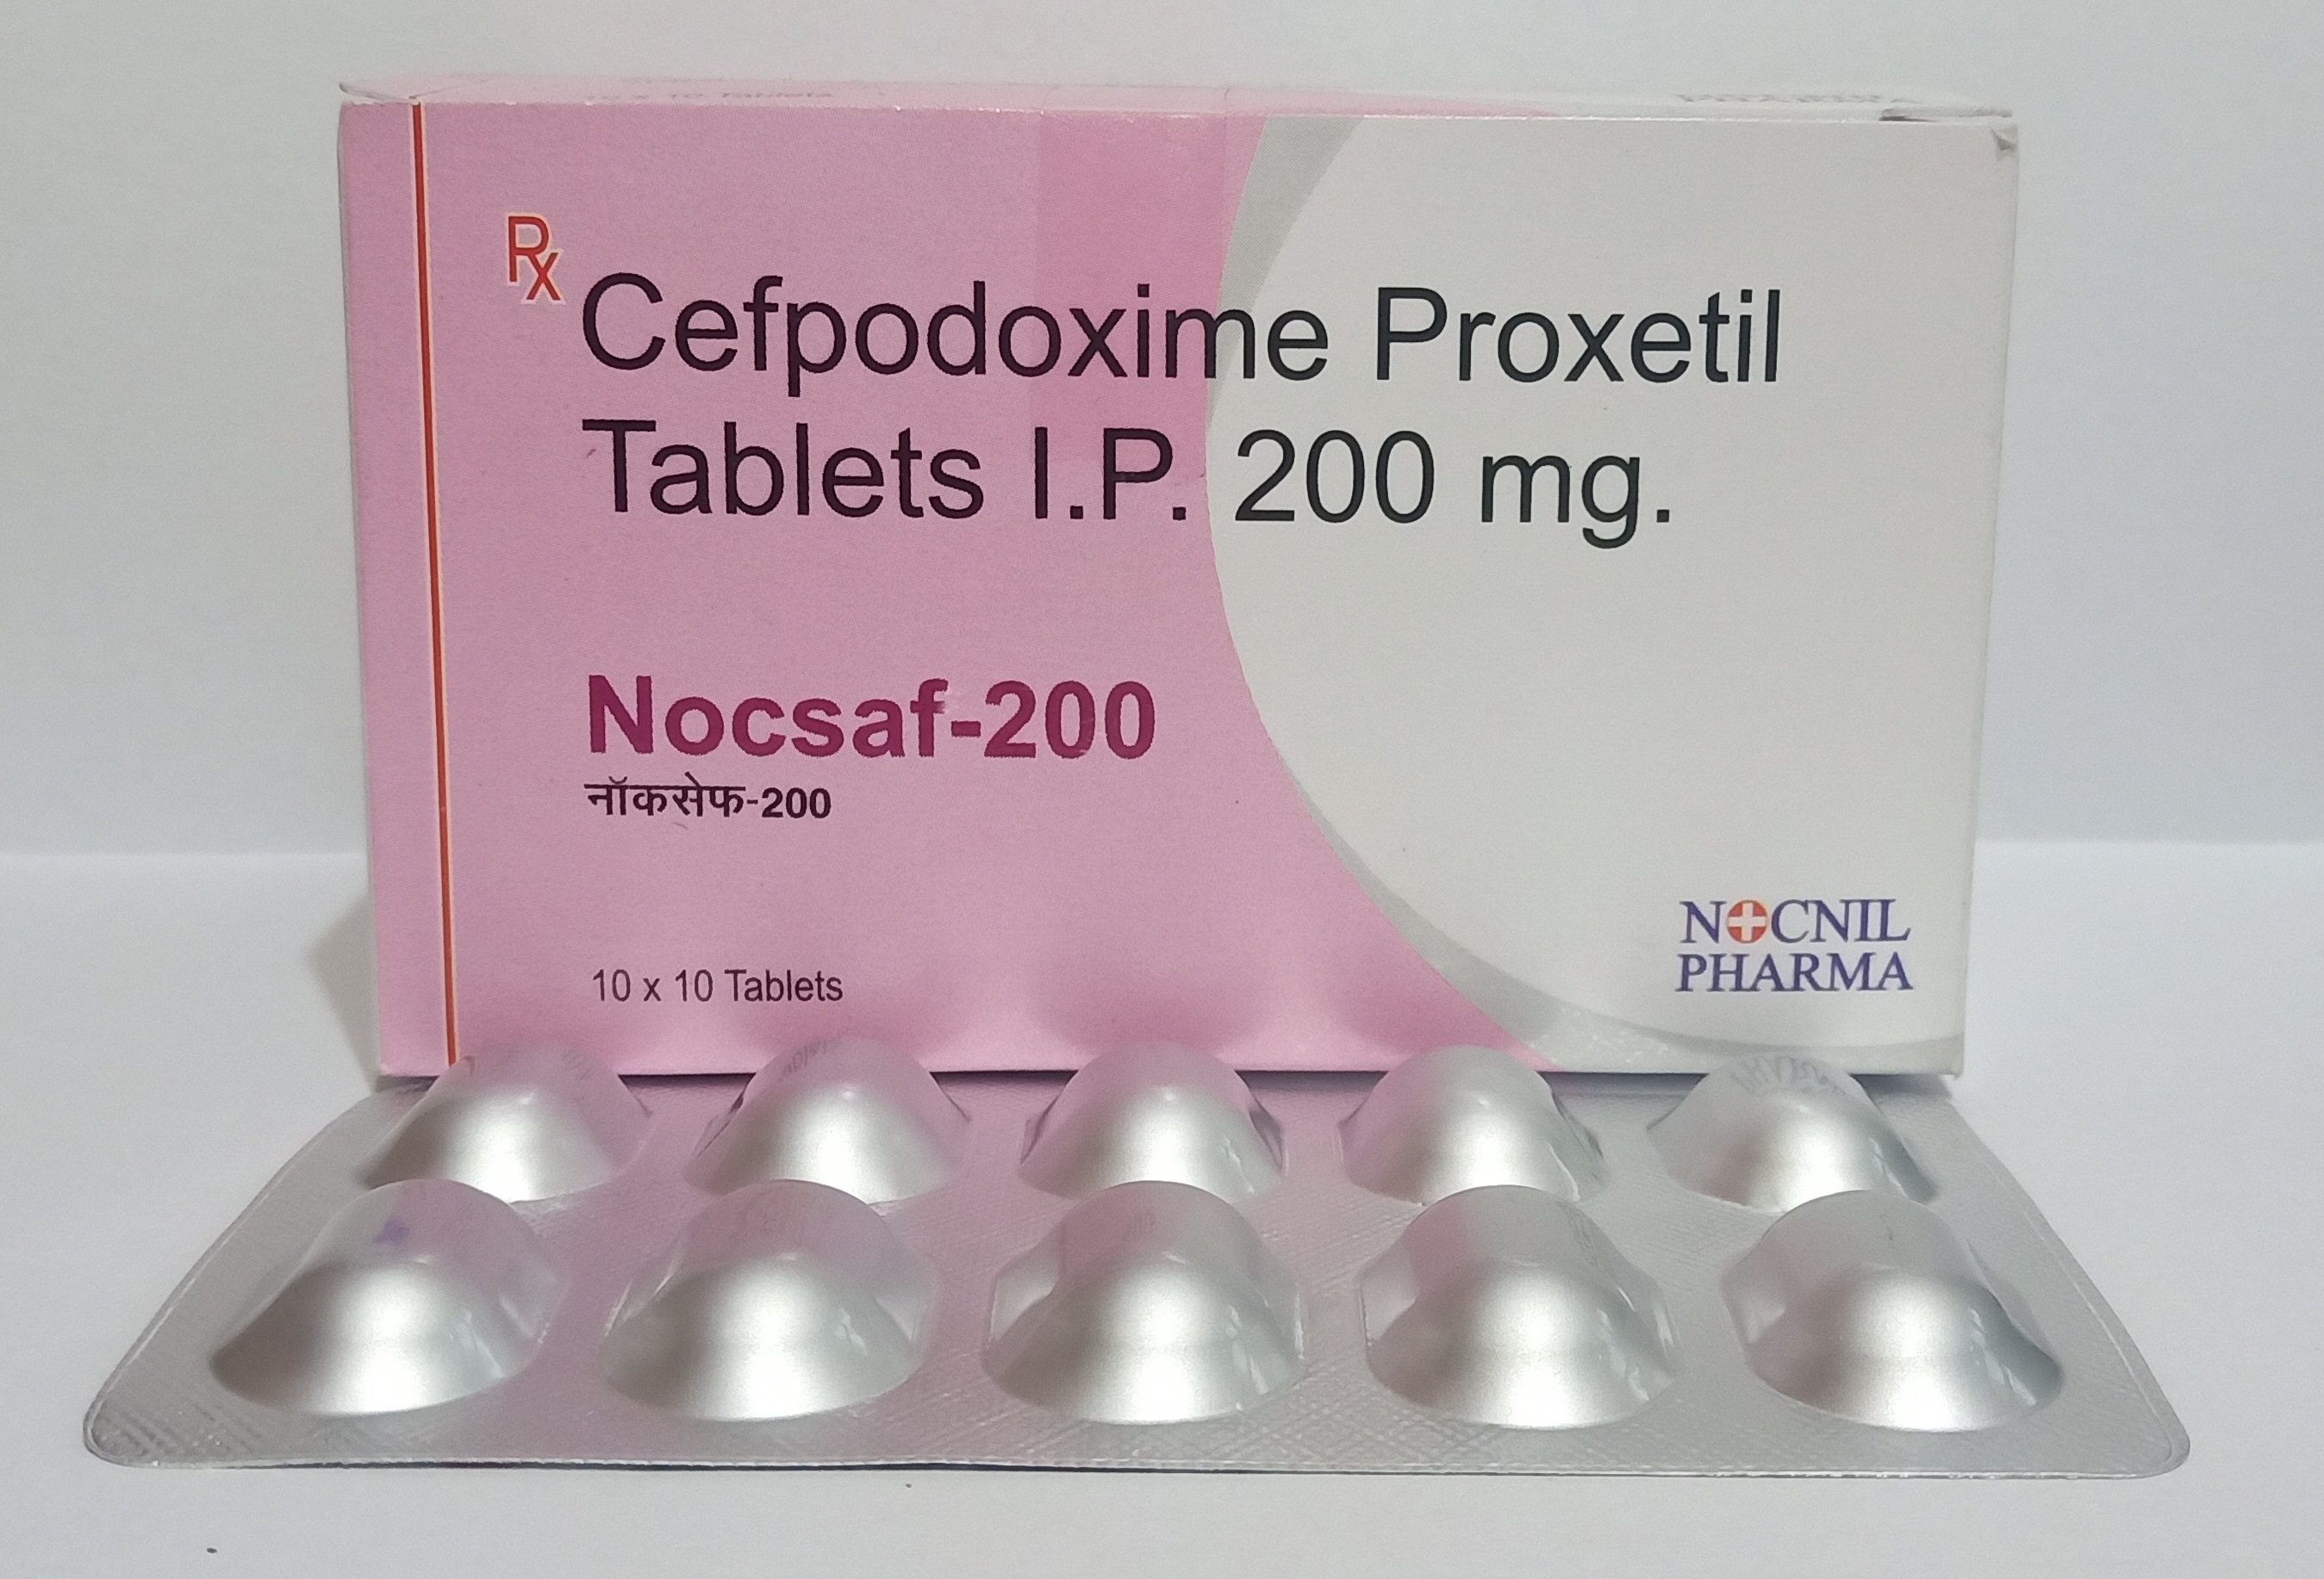 Rx
Cefpodoxime Proxetil
Tablets I.P. 200 mg.
Nocsaf-200
नॉकसेफ-200
10 x 10 Tablets
NOCNIL
PHARMA